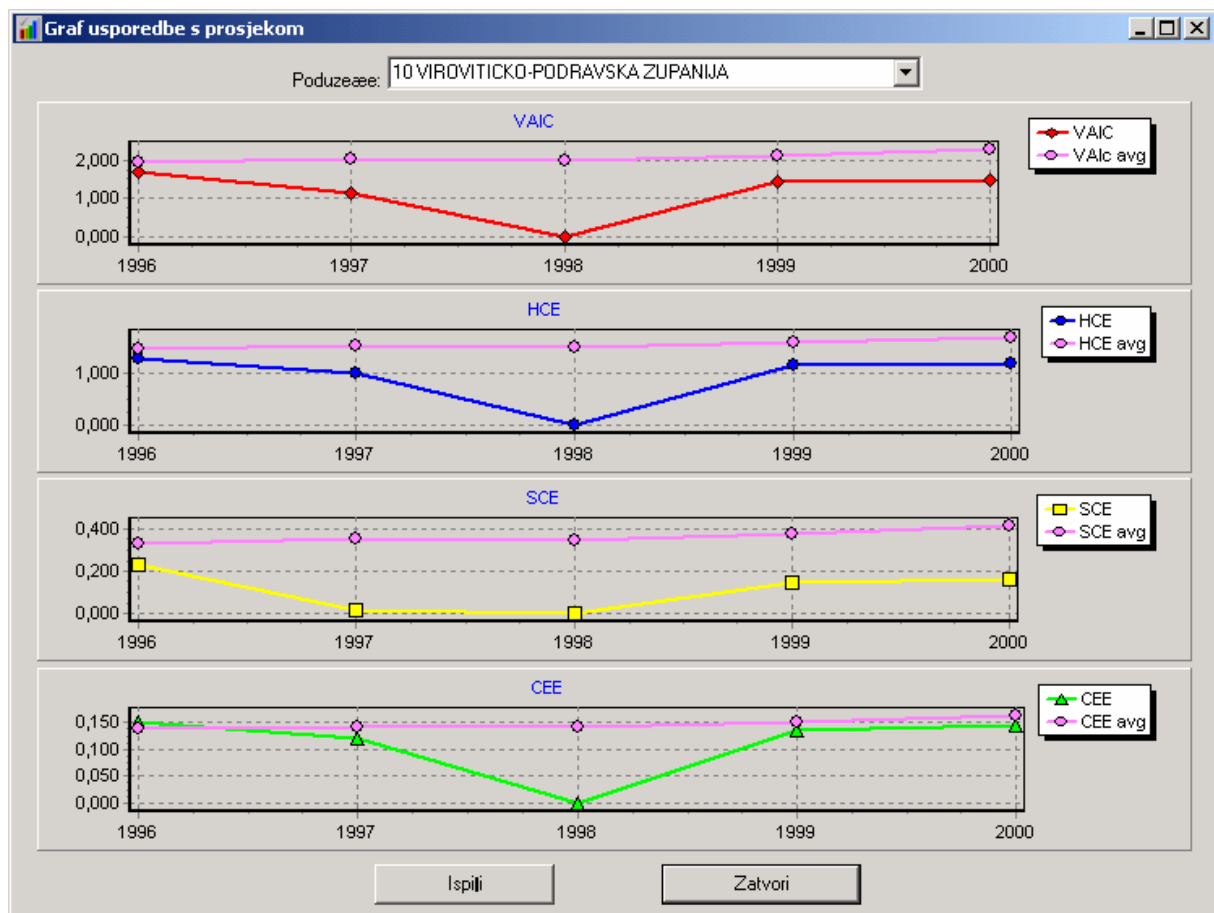 Graf usporedbe s prosjekom
Poduzeæe: 10 VIROVITICKO-PODRAVSKA ZUPANIJA
VAIC
2,000
1,000
0,000
1996 1997 1998 1999 2000
VAIC
VAIc avg
HCE
1,000
0,000
1996 1997 1998 1999 2000
HCE
HCE avg
SCE
0,400
0,200
0,000
1996 1997 1998 1999 2000
SCE
SCE avg
CEE
0,150
0,100
0,050
0,000
1996 1997 1998 1999 2000
CEE
CEE avg
Ispili Zatvori